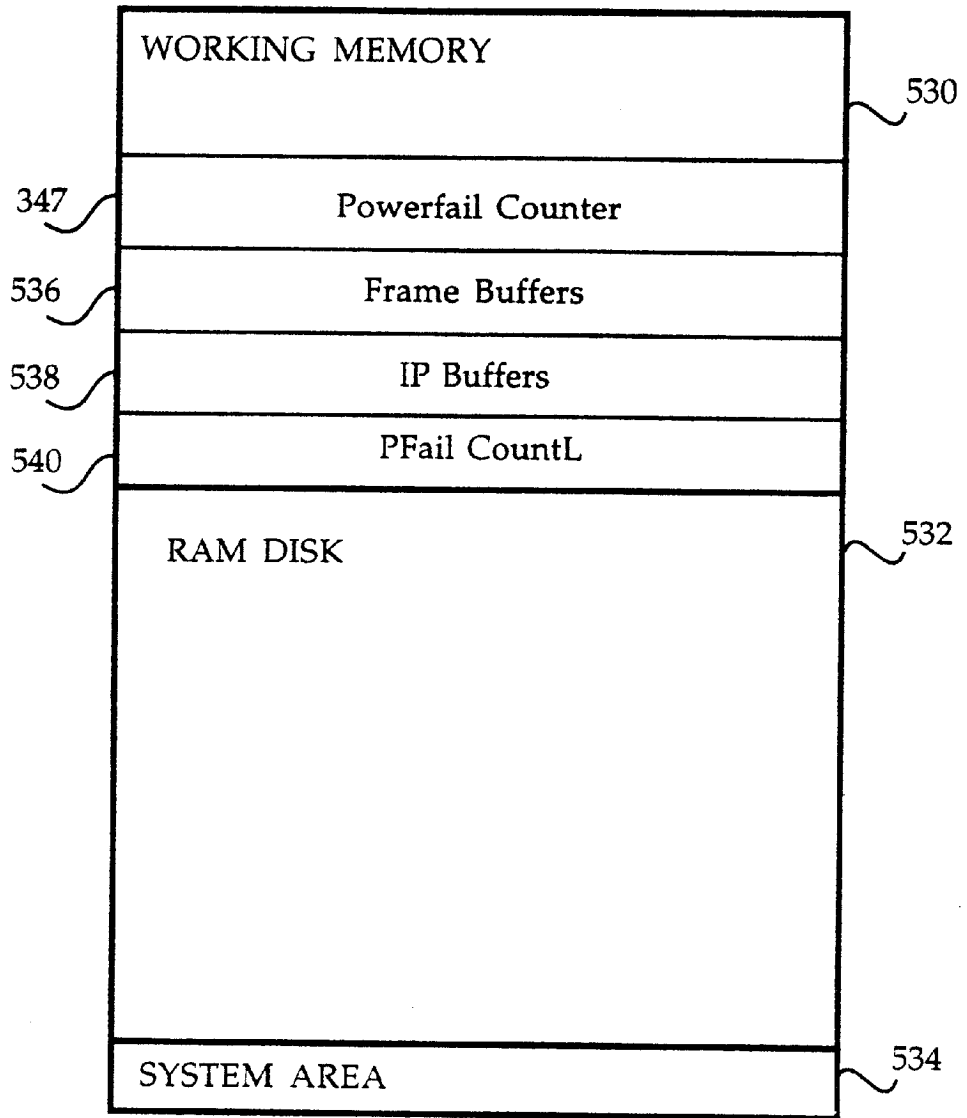 WORKING MEMORY
530
347
Powerfail Counter
536
Frame Buffers
538
IP Buffers
540
PFail CountL
532
RAM DISK
534
SYSTEM AREA